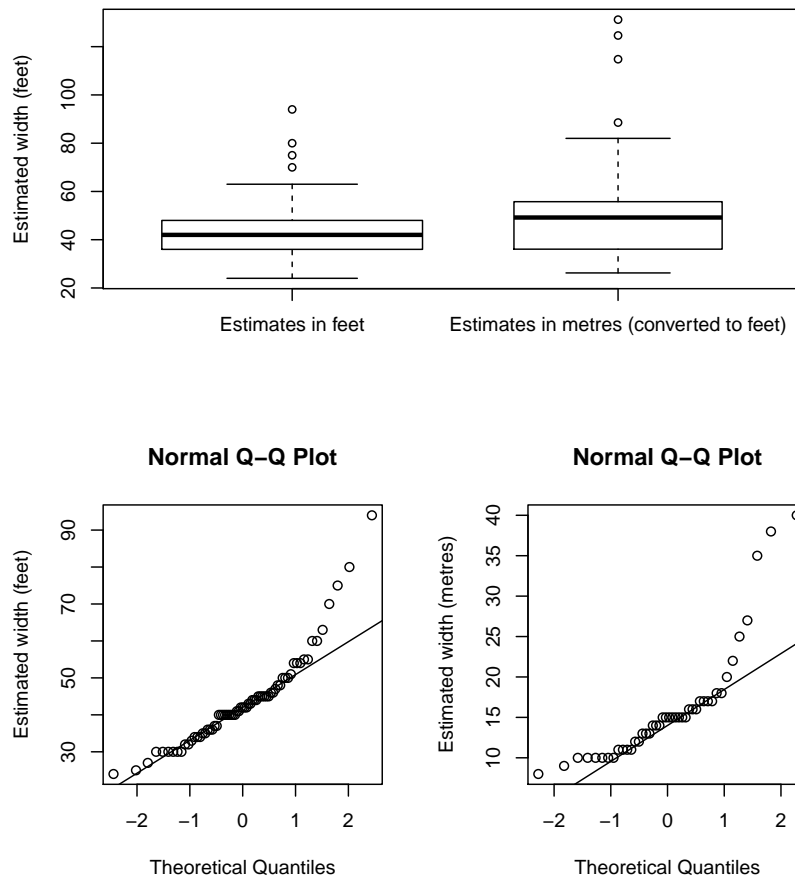 Estimated width (feet)
20
40
60
80
100
Estimates in feet
Estimates in metres (converted to feet)
Normal Q−Q Plot
Estimated width (feet)
30
50
70
90
−2
−1
0
1
2
Theoretical Quantiles
Normal Q−Q Plot
Estimated width (metres)
10
15
20
25
30
35
40
−2
−1
0
1
2
Theoretical Quantiles